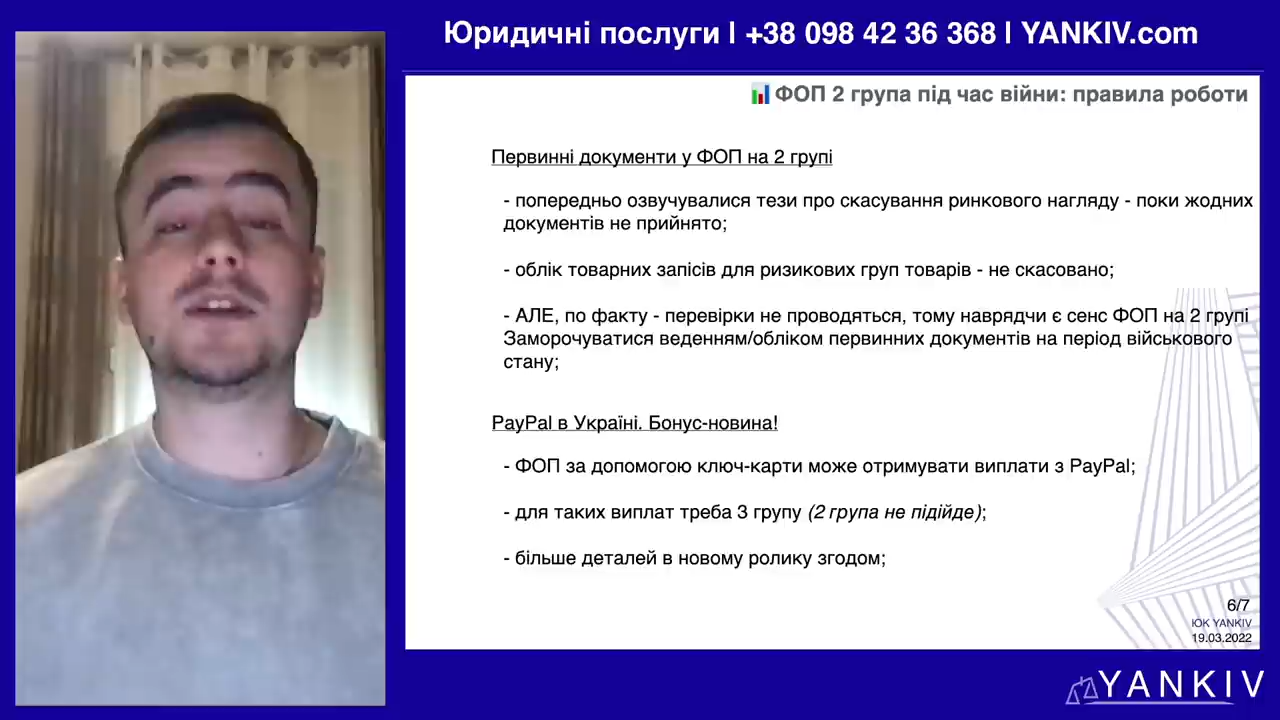 Юридичні послуги | +38 098 42 36 368 | YANKIV.com
ФОП 2 група під час війни: правила роботи
Первинні документи у ФОП на 2 групі
- попередньо озвучувалися тези про скасування ринкового нагляду - поки жодних
документів не прийнято;
- облік товарних запісів для ризикових груп товарів - не скасовано;
- АЛЕ, по факту - перевірки не проводяться, тому наврядчи є сенс ФОП на 2 групі
Заморочуватися веденням/обліком первинних документів на період військового
стану;
PayPal в Україні. Бонус-новина!
- ФОП за допомогою ключ-карти може отримувати виплати з PayPal;
- для таких виплат треба 3 групу (2 група не підійде);
- більше деталей в новому ролику згодом;
6/7
ЮК YANKIV
19.03.2022
YANKIV